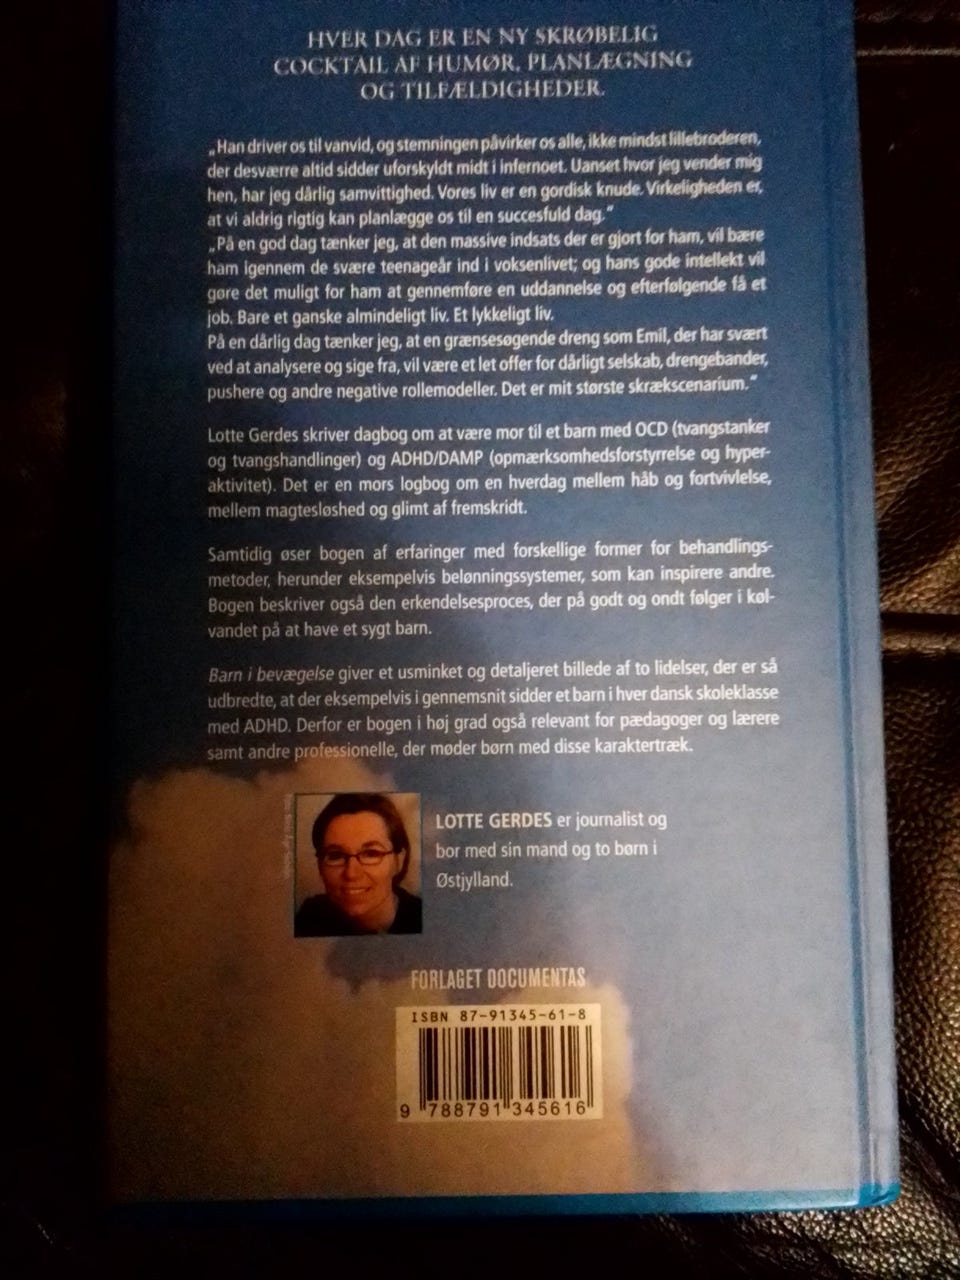 HVER DAG ER EN NY SKRØBELIG
COCKTAIL AF HUMØR, PLANLÆGNING
OG TILFÆLDIGHEDER.
„Han driver os til vanvid, og stemningen påvirker os alle, ikke mindst lillebroderen,
der desværre altid sidder uforskyldt midt i infernoet. Uanset hvor jeg vender mig
hen, har jeg dårlig samvittighed. Vores liv er en gordisk knude. Virkeligheden er,
at vi aldrig rigtig kan planlægge os til en succesfuld dag.“
„På en god dag tænker jeg, at den massive indsats der er gjort for ham, vil bære
ham igennem de svære teenageår ind i voksenlivet; og hans gode intellekt vil
gøre det muligt for ham at gennemføre en uddannelse og efterfølgende få et
job. Bare et ganske almindeligt liv. Et lykkeligt liv.
På en dårlig dag tænker jeg, at en grænsesøgende dreng som Emil, der har svært
ved at analysere og sige fra, vil være et let offer for dårligt selskab, drengebander,
pushere og andre negative rollemodeller. Det er mit største skrækscenarium.“
Lotte Gerdes skriver dagbog om at være mor til et barn med OCD (tvangstanker
og tvangshandlinger) og ADHD/DAMP (opmærksomhedsforstyrrelse og hyper-
aktivitet). Det er en mors logbog om en hverdag mellem håb og fortvivlelse,
mellem magtesløshed og glimt af fremskridt.
Samtidig øser bogen af erfaringer med forskellige former for behandlings-
metoder, herunder eksempelvis belønningssystemer, som kan inspirere andre.
Bogen beskriver også den erkendelsesproces, der på godt og ondt følger i køl-
vandet på at have et sygt barn.
Barn i bevægelse giver et usminket og detaljeret billede af to lidelser, der er så
udbredte, at der eksempelvis i gennemsnit sidder et barn i hver dansk skoleklasse
med ADHD. Derfor er bogen i høj grad også relevant for pædagoger og lærere
samt andre professionelle, der møder børn med disse karaktertræk.
LOTTE GERDES er journalist og
bor med sin mand og to børn i
Østjylland.
FORLAGET DOCUMENTAS
ISBN 87-91345-61-8
9 788791 345616